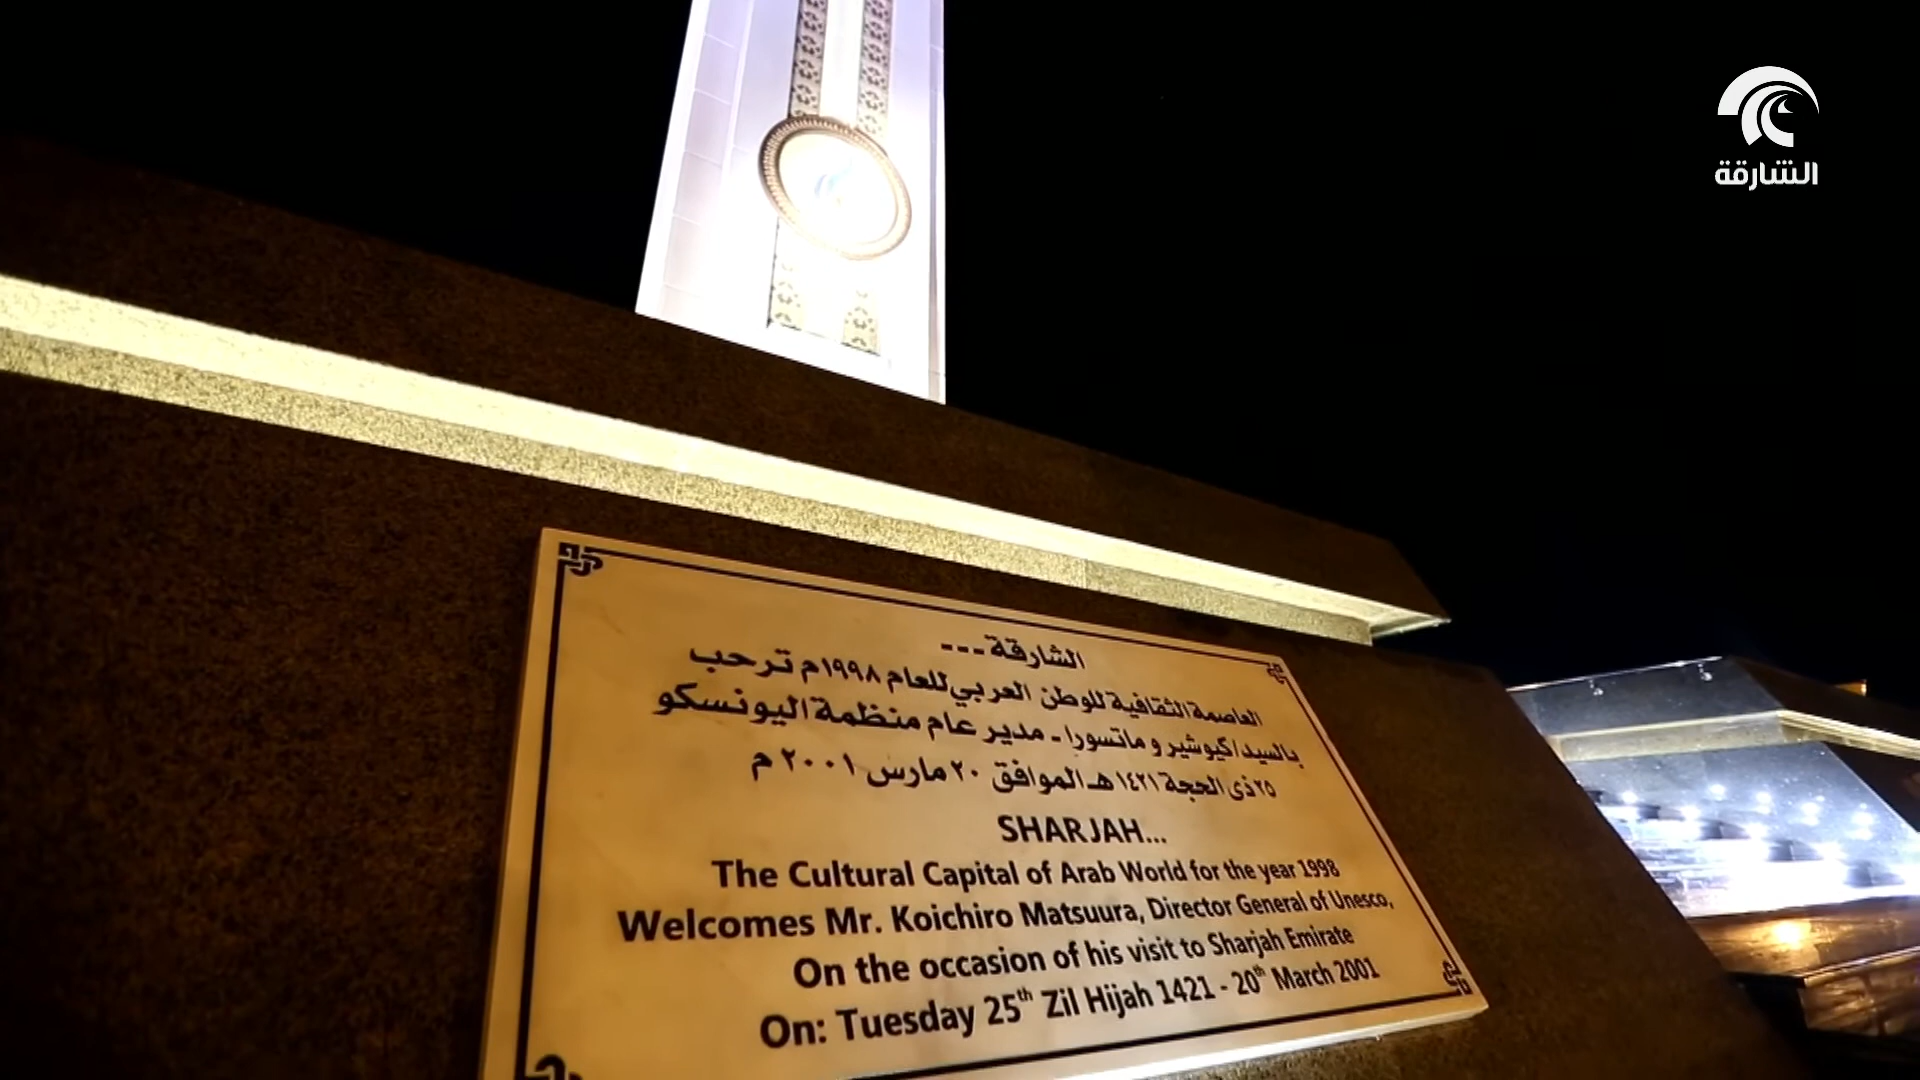 الشارقة
الشارقة---
العاصمة الثقافية للوطن العربي للعام ١٩٩٨م ترحب
بالسيد اكيوشير و ماتسورا - مدير عام منظمة اليونسكو
٢٥ ذى الحجة ١٤٢١ هـ الموافق ٢٠ مارس ٢٠٠١ م
SHARJAH...
The Cultural Capital of Arab World for the year 1998
Welcomes Mr. Koichiro Matsuura, Director General of Unesco,
On the occasion of his visit to Sharjah Emirate
On: Tuesday 25th Zil Hijah 1421 - 20th March 2001